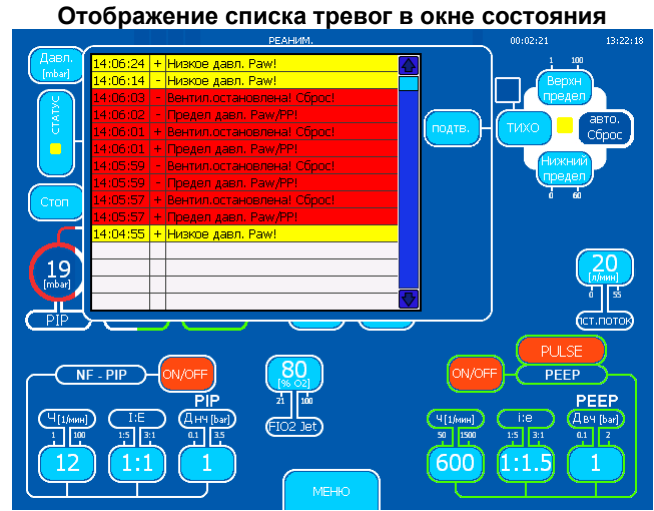 Отображение списка тревог в окне состояния
РЕАНИМ.
00:02:21
13:22:18
Давл.
[mbar]
СТАТУС
Стоп
14:06:24 + Низкое давл. Paw!
14:06:14 - Низкое давл. Paw!
14:06:03 - Вентил.остановлена! Сброс!
14:06:02 - Предел давл. Paw/PP!
14:06:01 + Вентил.остановлена! Сброс!
14:06:01 + Предел давл. Paw/PP!
14:05:59 - Вентил.остановлена! Сброс!
14:05:59 - Предел давл. Paw/PP!
14:05:57 + Вентил.остановлена! Сброс!
14:05:57 + Предел давл. Paw/PP!
14:04:55 + Низкое давл. Paw!
подтв.
ТИХО
1 100
Верхн
предел
авто.
Сброс
Нижний
предел
0 60
19
[mbar]
PIP
20
[л/мин]
0 55
пст.поток
NF - PIP
ON/OFF
PIP
Ч[1/мин]
1 100
12
I:E
1:5 3:1
1:1
Д нч [bar]
0.1 3.5
1
80
[% O2]
21 100
FIO2 Jet
МЕНЮ
PULSE
ON/OFF
PEEP
PEEP
Ч[1/мин]
50 1500
600
i:e
1:5 3:1
1:1.5
Д вч [bar]
0.1 2
1